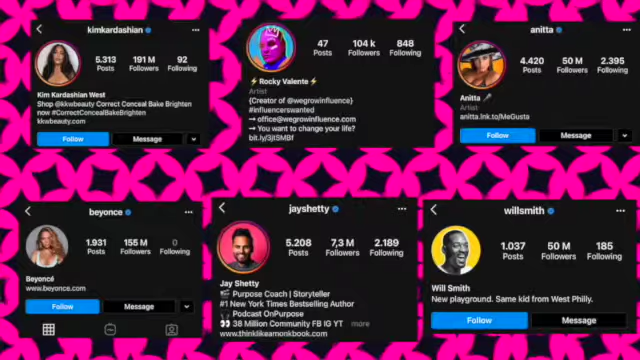 kimkardashian
5.313 191 M 92
Posts Followers Following
Kim Kardashian West
Shop @kkwbeauty Correct Conceal Bake Brighten
now #CorrectConcealBakeBrighten
kkwbeauty.com
Follow Message
47 104 k 848
Posts Followers Following
⚡ Rocky Valente ⚡
Artist
{Creator of @wegrowinfluence}
#influencerswanted
→ office@wegrowinfluence.com
→ You want to change your life?
bit.ly/3jtSMBf
anitta
4.420 50 M 2.395
Posts Followers Following
Anitta 🎤
Artist
anitta.lnk.to/MeGusta
Follow Message
beyonce
1.931 155 M 0
Posts Followers Following
Beyoncé
www.beyonce.com
Follow Message
jayshetty
5.208 7,3 M 2.189
Posts Followers Following
Jay Shetty
🎬 Purpose Coach | Storyteller
#1 New York Times Bestselling Author
🎙 Podcast OnPurpose
👀 38 Million Community FB IG YT more
www.thinklikeamonkbook.com
willsmith
1.037 50 M 185
Posts Followers Following
Will Smith
New playground. Same kid from West Philly.
Follow Message